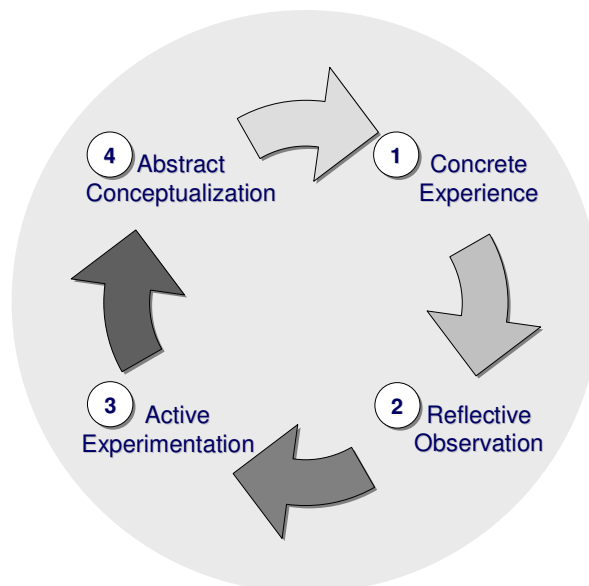 4 Abstract
Conceptualization
1 Concrete
Experience
3 Active
Experimentation
2 Reflective
Observation